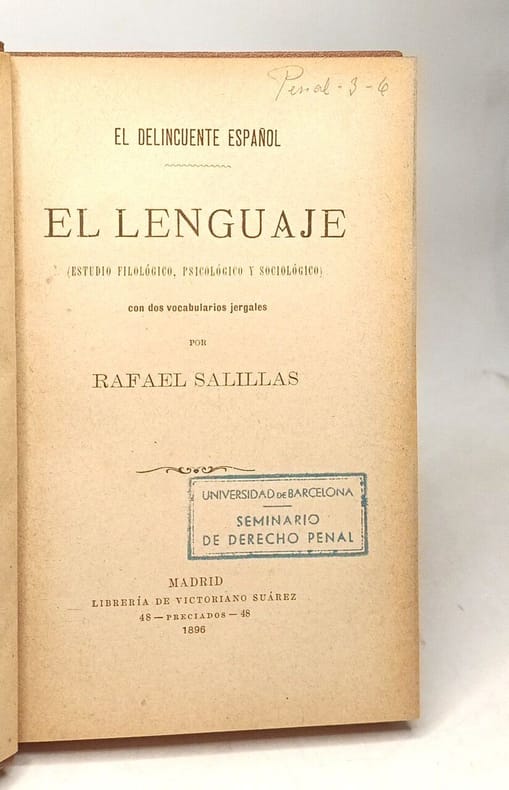 Penal - 3 - 6
EL DELINCUENTE ESPAÑOL
EL LENGUAJE
(ESTUDIO FILOLÓGICO, PSICOLÓGICO Y SOCIOLÓGICO)
con dos vocabularios jergales
POR
RAFAEL SALILLAS
UNIVERSIDAD DE BARCELONA
SEMINARIO
DE DERECHO PENAL
MADRID
LIBRERÍA DE VICTORIANO SUÁREZ
48 — PRECIADOS — 48
1896